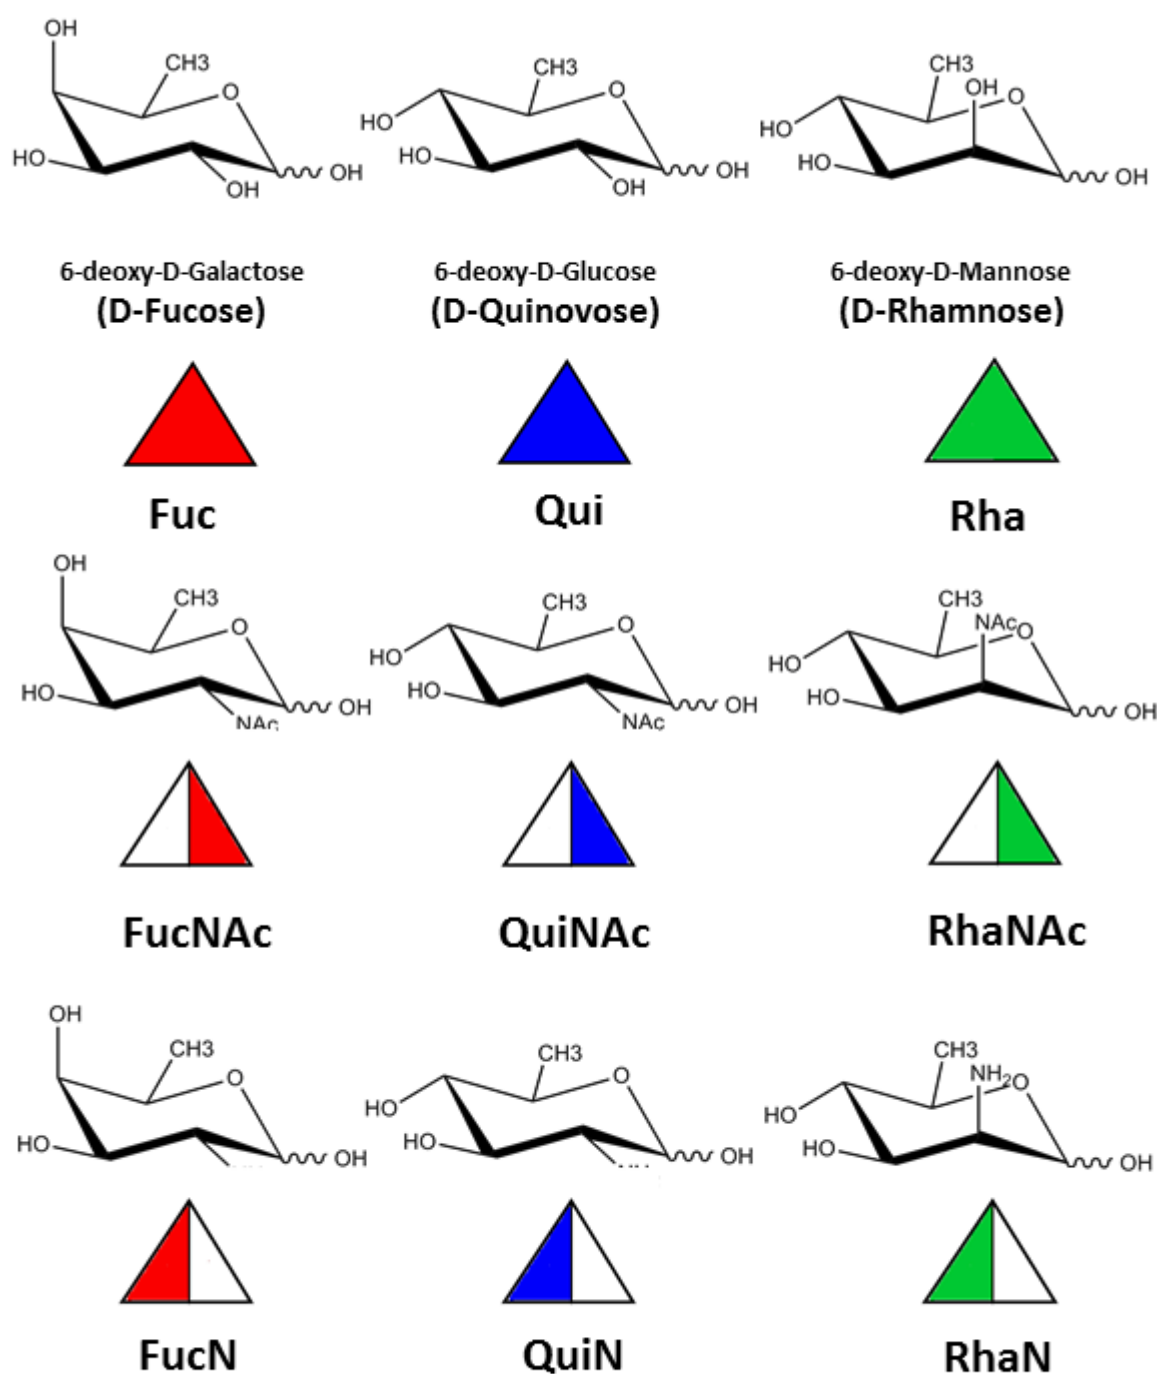 OH
CH3
O
HO
OH
OH
CH3
O
HO
HO
OH
OH
CH3
OH
O
HO
HO
OH
6-deoxy-D-Galactose
(D-Fucose)
6-deoxy-D-Glucose
(D-Quinovose)
6-deoxy-D-Mannose
(D-Rhamnose)
Fuc
Qui
Rha
OH
CH3
O
HO
OH
NAc
CH3
O
HO
HO
OH
NAc
CH3
NAc
O
HO
HO
OH
FucNAc
QuiNAc
RhaNAc
OH
CH3
O
HO
OH
CH3
O
HO
HO
OH
CH3
NH2
O
HO
HO
OH
FucN
QuiN
RhaN